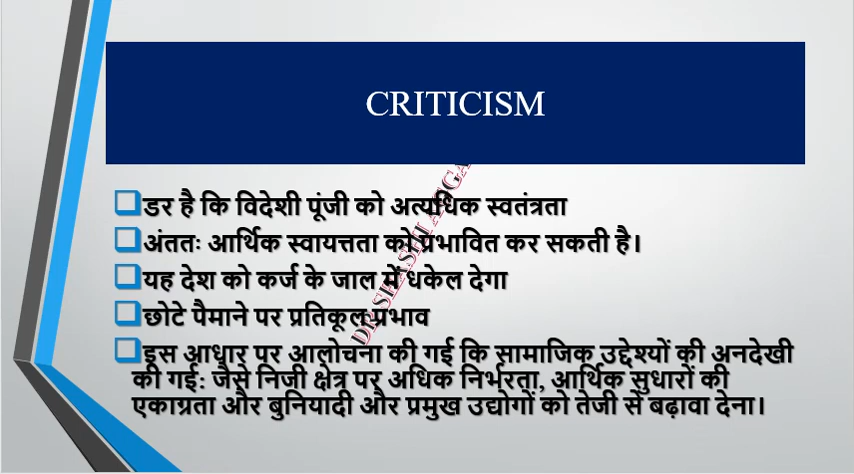 CRITICISM
डर है कि विदेशी पूंजी को अत्यधिक स्वतंत्रता
अंततः आर्थिक स्वायत्तता को प्रभावित कर सकती है।
यह देश को कर्ज के जाल में धकेल देगा
छोटे पैमाने पर प्रतिकूल प्रभाव
इस आधार पर आलोचना की गई कि सामाजिक उद्देश्यों की अनदेखी
की गई: जैसे निजी क्षेत्र पर अधिक निर्भरता, आर्थिक सुधारों की
एकाग्रता और बुनियादी और प्रमुख उद्योगों को तेजी से बढ़ावा देना।